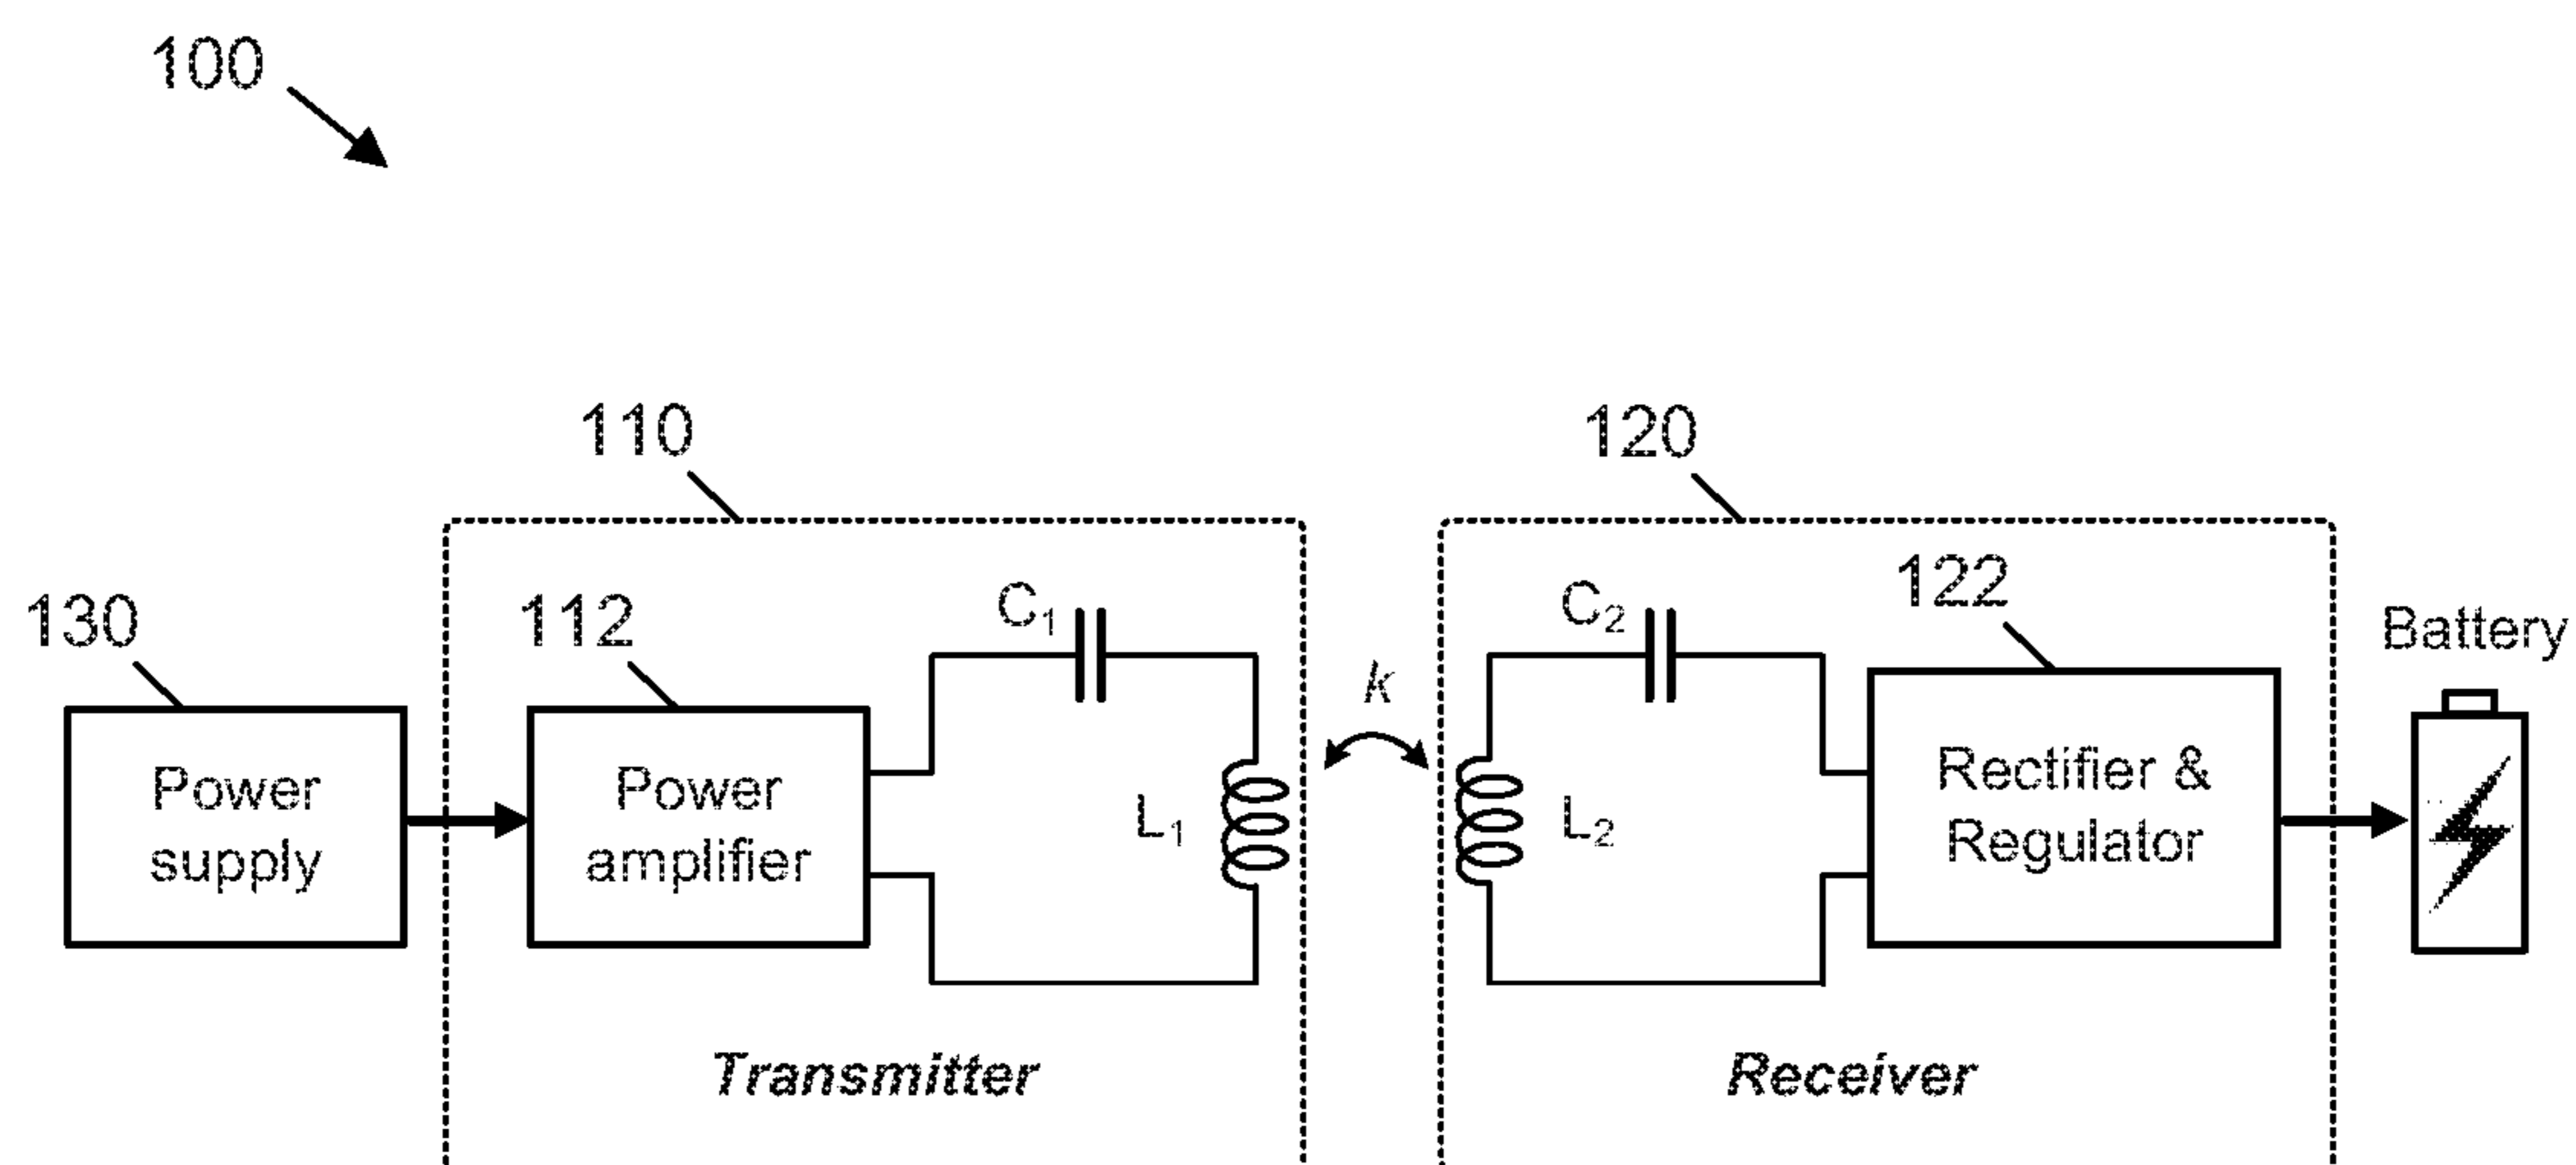 100
110
120
130
112
C₁
C₂
122
Battery
k
Power
supply
Power
amplifier
L₁
L₂
Rectifier &
Regulator
Transmitter
Receiver